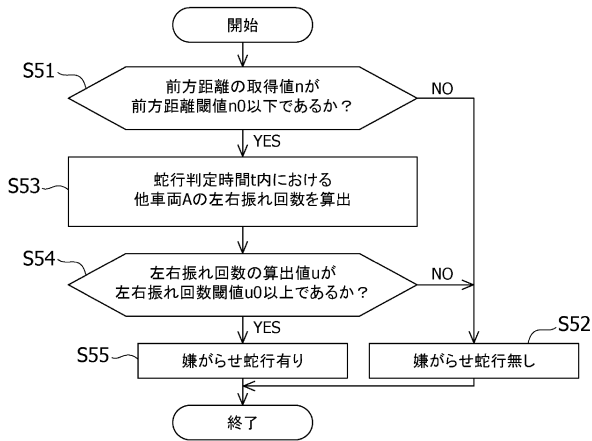 開始
S51
前方距離の取得値nが
前方距離閾値n0以下であるか？
NO
YES
S53
蛇行判定時間t内における
他車両Aの左右振れ回数を算出
S54
左右振れ回数の算出値uが
左右振れ回数閾値u0以上であるか？
NO
YES
S55
嫌がらせ蛇行有り
S52
嫌がらせ蛇行無し
終了